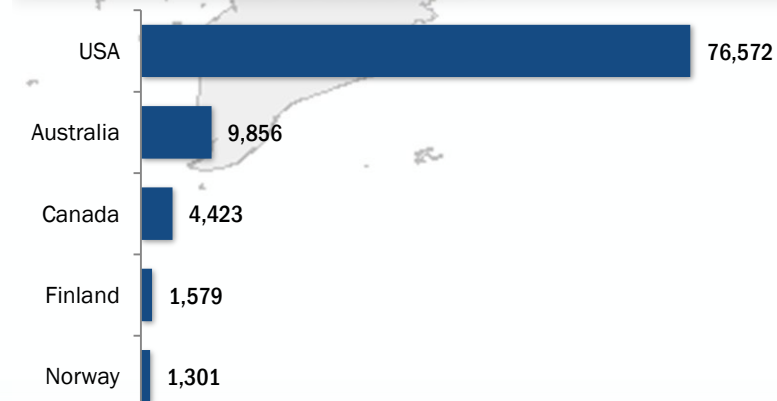 USA 76,572
Australia 9,856
Canada 4,423
Finland 1,579
Norway 1,301